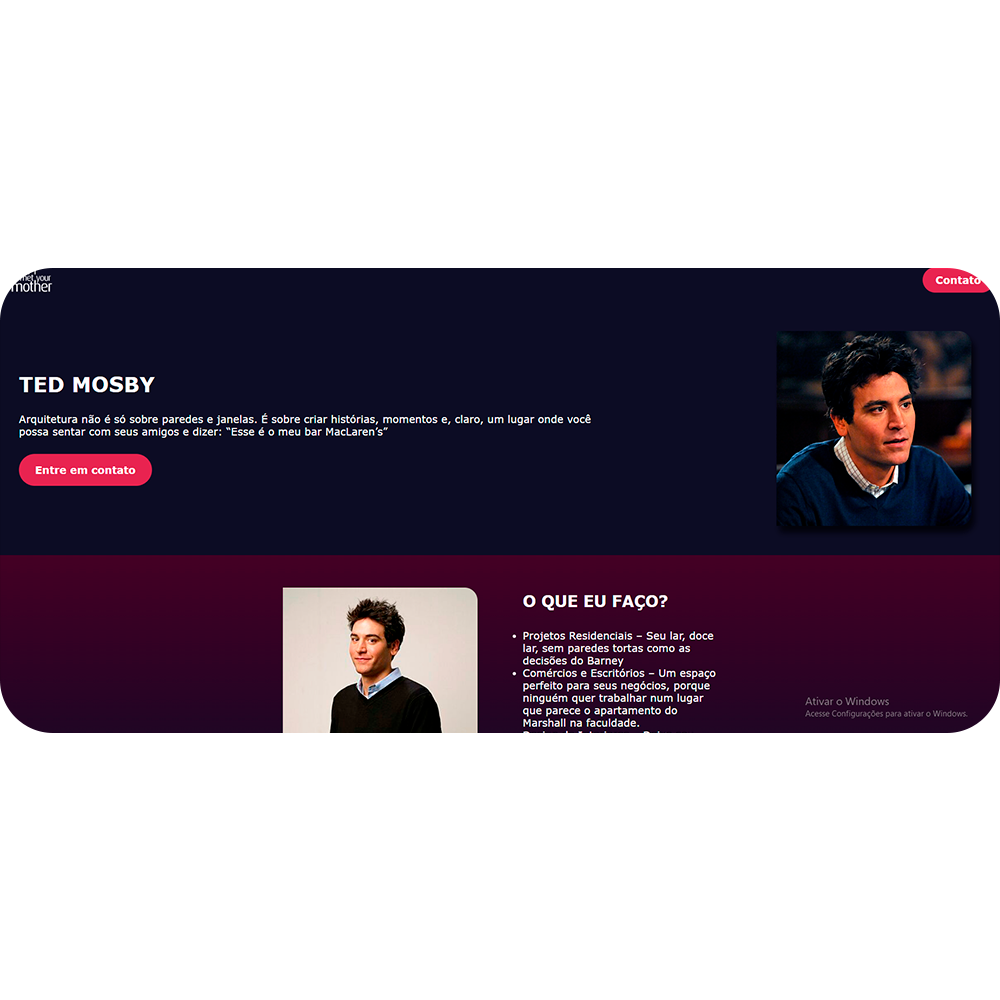 met your
mother
Contato
TED MOSBY
Arquitetura não é só sobre paredes e janelas. É sobre criar histórias, momentos e, claro, um lugar onde você
possa sentar com seus amigos e dizer: “Esse é o meu bar MacLaren’s”
Entre em contato
O QUE EU FAÇO?
• Projetos Residenciais – Seu lar, doce
lar, sem paredes tortas como as
decisões do Barney
• Comércios e Escritórios – Um espaço
perfeito para seus negócios, porque
ninguém quer trabalhar num lugar
que parece o apartamento do
Marshall na faculdade.
Ativar o Windows
Acesse Configurações para ativar o Windows.